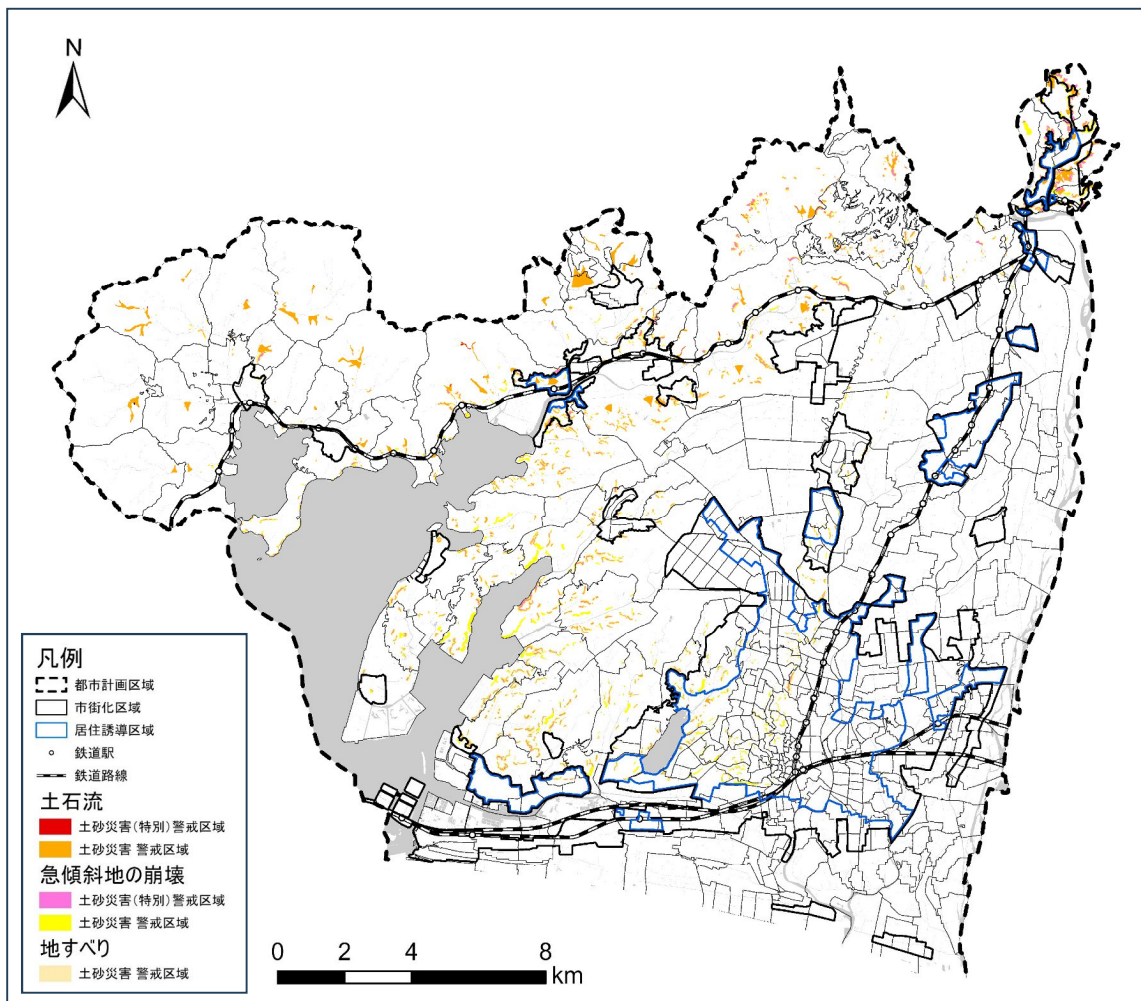 N
凡例
都市計画区域
市街化区域
居住誘導区域
鉄道駅
鉄道路線
土石流
土砂災害(特別)警戒区域
土砂災害 警戒区域
急傾斜地の崩壊
土砂災害(特別)警戒区域
土砂災害 警戒区域
地すべり
土砂災害 警戒区域
0 2 4 8
km